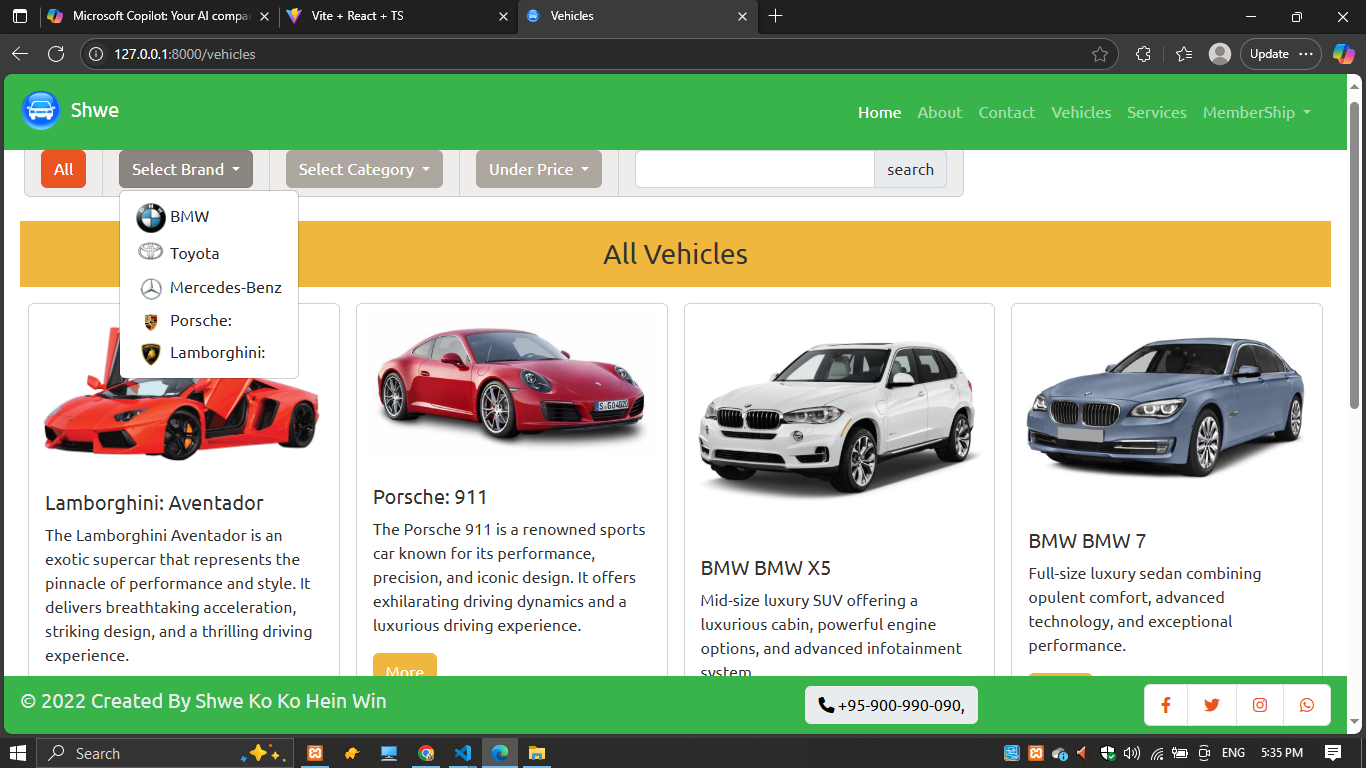 Microsoft Copilot: Your AI compa
Vite + React + TS
Vehicles
127.0.0.1:8000/vehicles
Update
Shwe
Home About Contact Vehicles Services MemberShip
All Select Brand Select Category Under Price search
BMW
Toyota
Mercedes-Benz
Porsche:
Lamborghini:
All Vehicles
Lamborghini: Aventador
The Lamborghini Aventador is an
exotic supercar that represents the
pinnacle of performance and style. It
delivers breathtaking acceleration,
striking design, and a thrilling driving
experience.
S·GO4020
Porsche: 911
The Porsche 911 is a renowned sports
car known for its performance,
precision, and iconic design. It offers
exhilarating driving dynamics and a
luxurious driving experience.
More
BMW BMW X5
Mid-size luxury SUV offering a
luxurious cabin, powerful engine
options, and advanced infotainment
system.
BMW BMW 7
Full-size luxury sedan combining
opulent comfort, advanced
technology, and exceptional
performance.
© 2022 Created By Shwe Ko Ko Hein Win
+95-900-990-090,
Search
ENG 5:35 PM